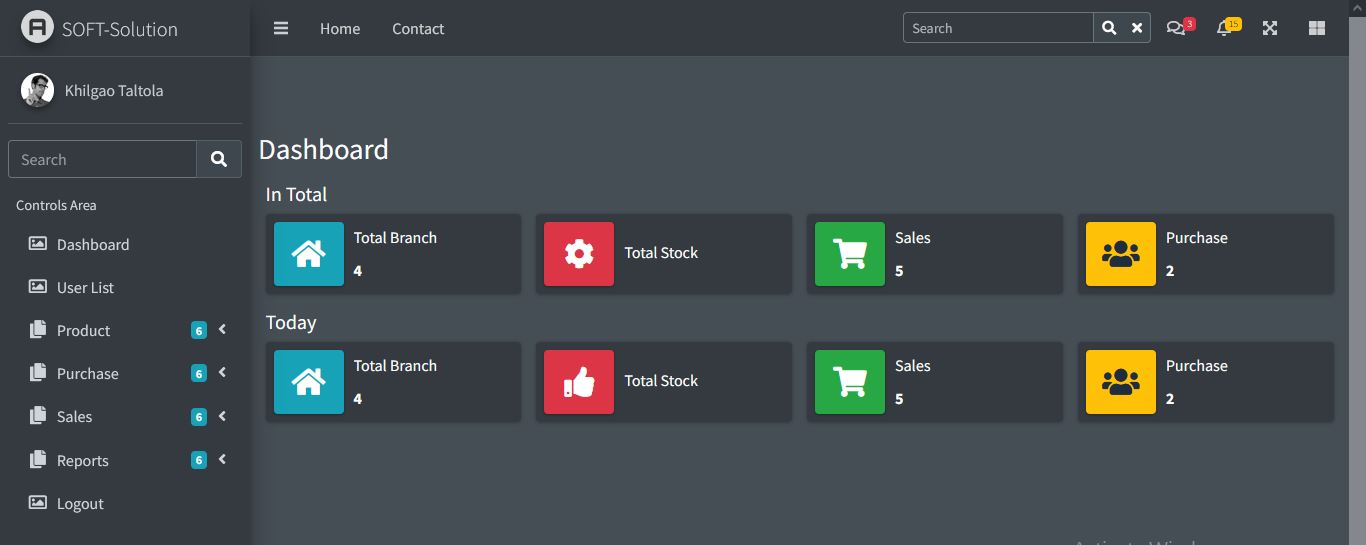 SOFT-Solution
Home
Contact
Search
3
15
Khilgao Taltola
Search
Controls Area
Dashboard
User List
Product 6
Purchase 6
Sales 6
Reports 6
Logout
Dashboard
In Total
Total Branch
4
Total Stock
Sales
5
Purchase
2
Today
Total Branch
4
Total Stock
Sales
5
Purchase
2